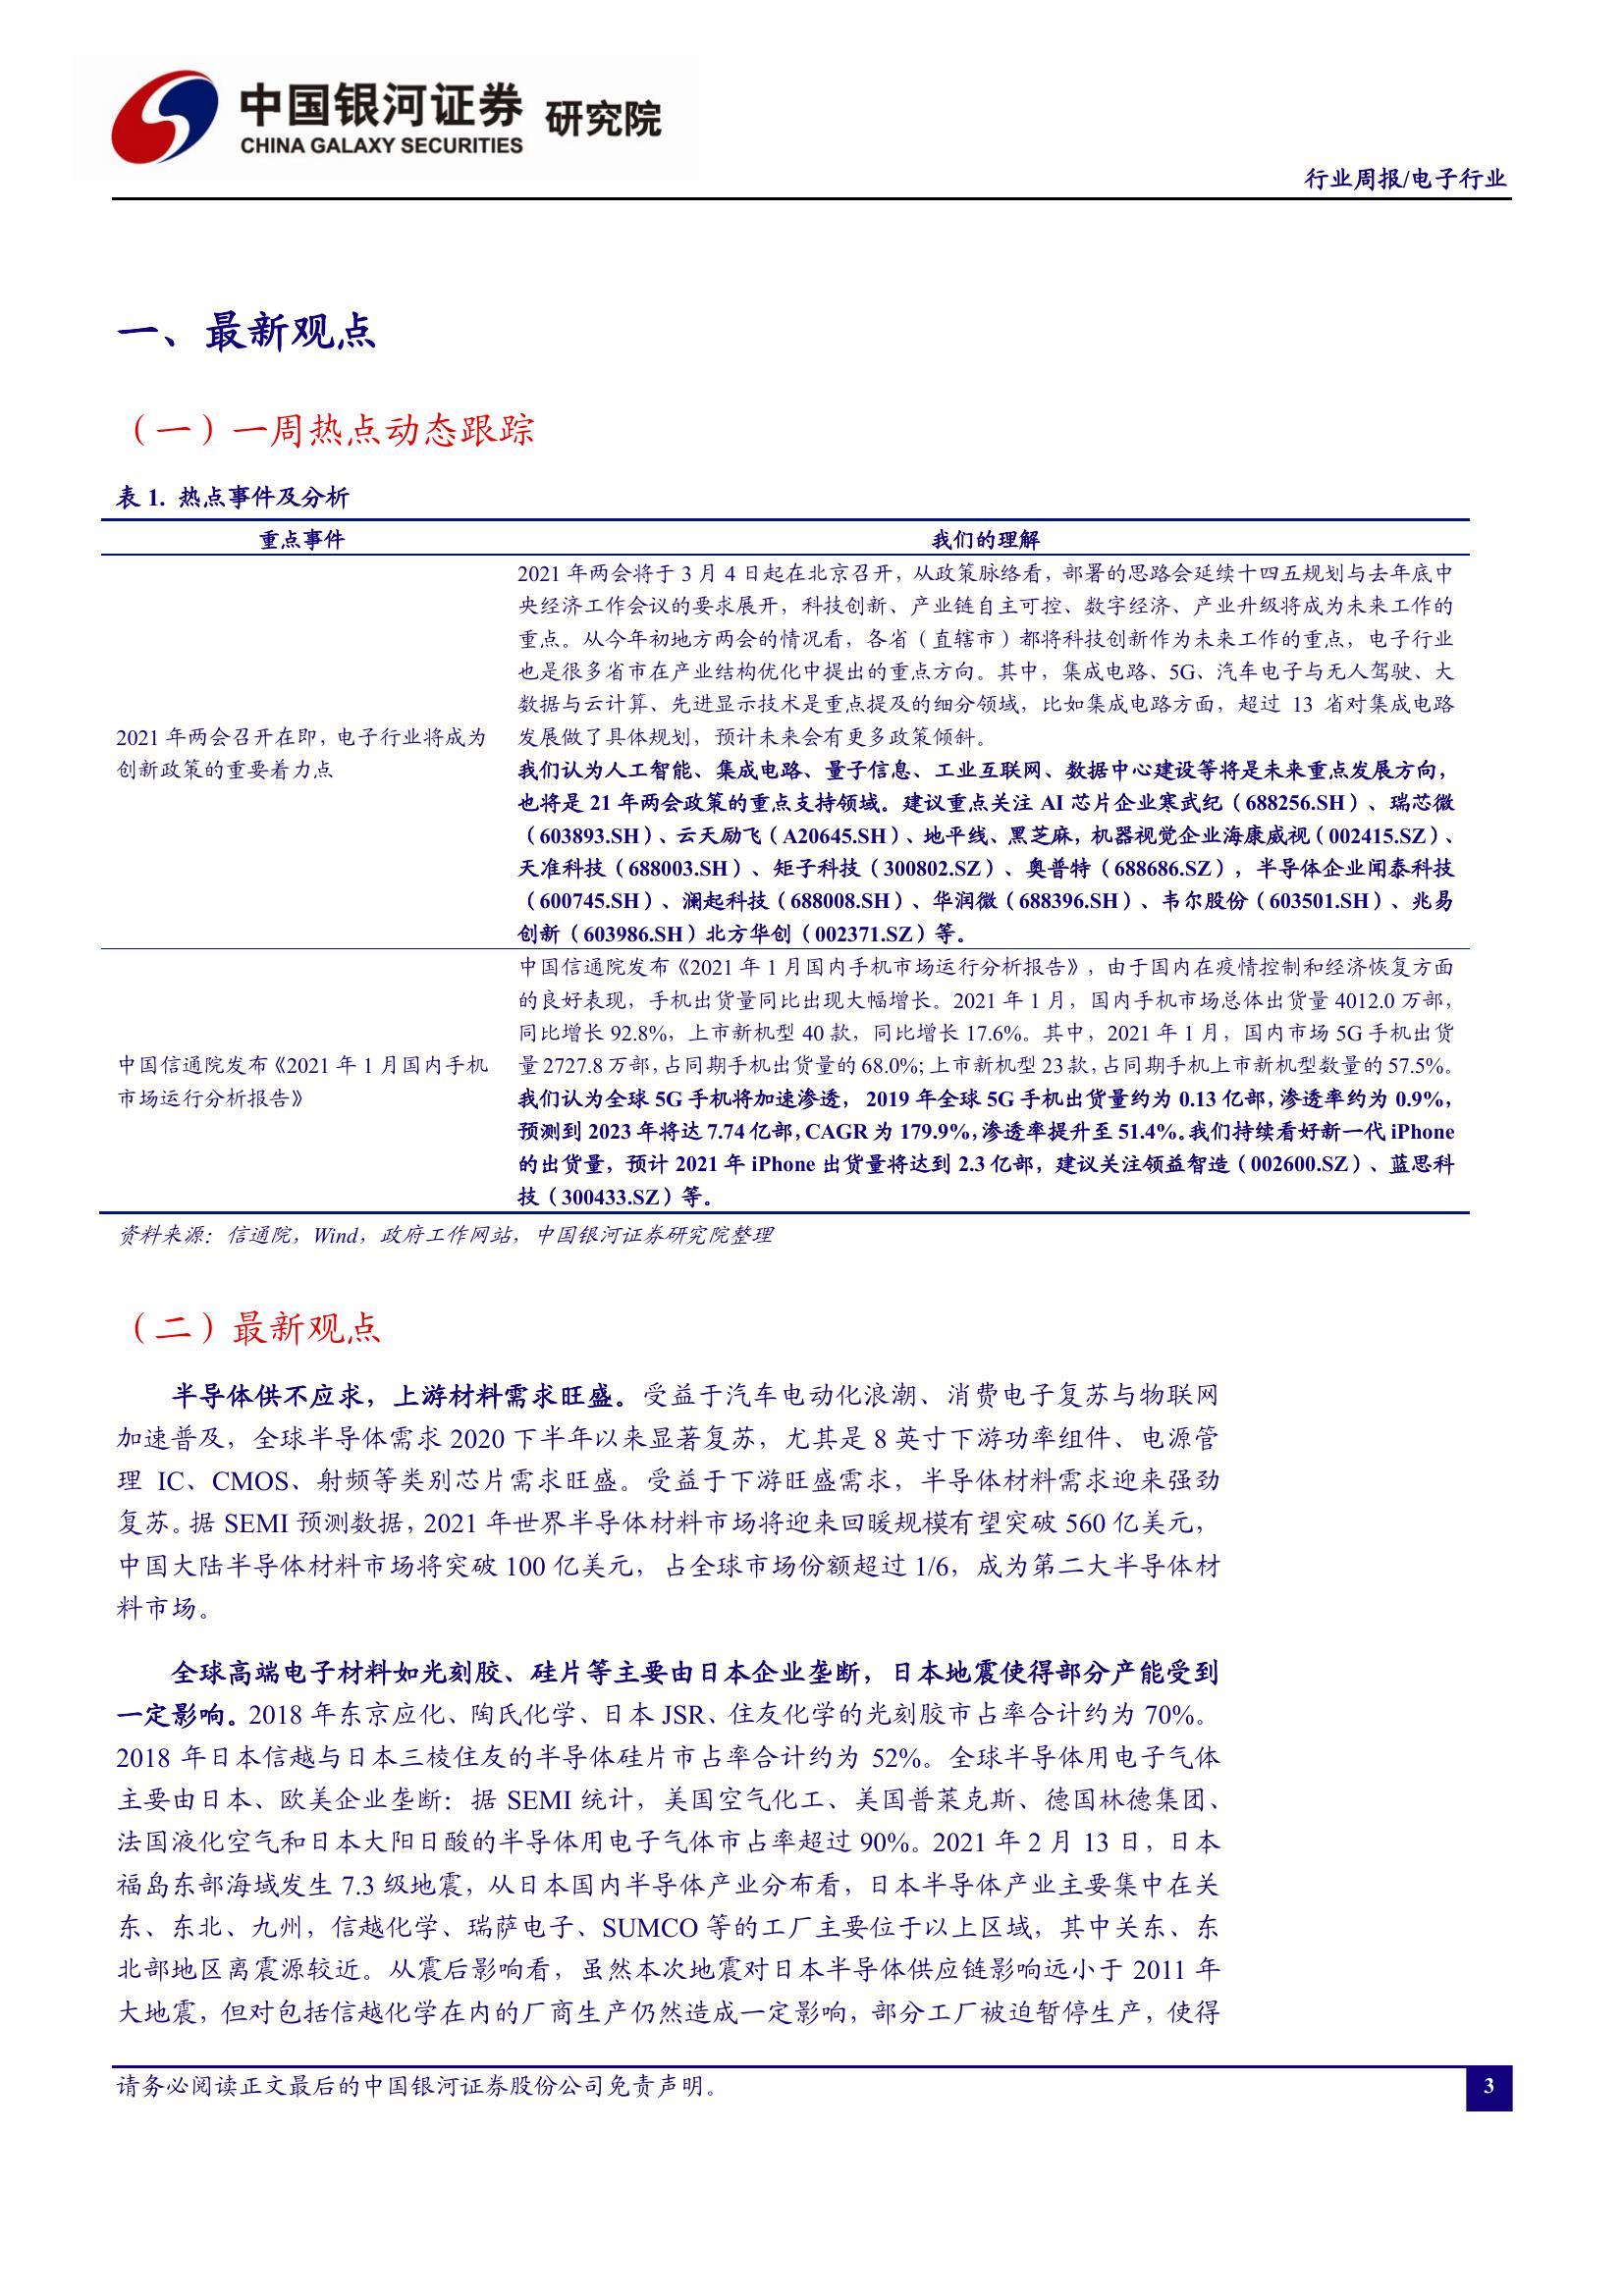 中国银河证券 研究院
CHINA GALAXY SECURITIES
行业周报/电子行业
一、最新观点
（一）一周热点动态跟踪
表 1. 热点事件及分析
重点事件 我们的理解
2021 年两会召开在即，电子行业将成为
创新政策的重要着力点
2021 年两会将于 3 月 4 日起在北京召开，从政策脉络看，部署的思路会延续十四五规划与去年底中
央经济工作会议的要求展开，科技创新、产业链自主可控、数字经济、产业升级将成为未来工作的
重点。从今年初地方两会的情况看，各省（直辖市）都将科技创新作为未来工作的重点，电子行业
也是很多省市在产业结构优化中提出的重点方向。其中，集成电路、5G、汽车电子与无人驾驶、大
数据与云计算、先进显示技术是重点提及的细分领域，比如集成电路方面，超过 13 省对集成电路
发展做了具体规划，预计未来会有更多政策倾斜。
我们认为人工智能、集成电路、量子信息、工业互联网、数据中心建设等将是未来重点发展方向，
也将是 21 年两会政策的重点支持领域。建议重点关注 AI 芯片企业寒武纪（688256.SH）、瑞芯微
（603893.SH）、云天励飞（A20645.SH）、地平线、黑芝麻，机器视觉企业海康威视（002415.SZ）、
天准科技（688003.SH）、矩子科技（300802.SZ）、奥普特（688686.SZ），半导体企业闻泰科技
（600745.SH）、澜起科技（688008.SH）、华润微（688396.SH）、韦尔股份（603501.SH）、兆易
创新（603986.SH）北方华创（002371.SZ）等。
中国信通院发布《2021 年 1 月国内手机
市场运行分析报告》
中国信通院发布《2021 年 1 月国内手机市场运行分析报告》，由于国内在疫情控制和经济恢复方面
的良好表现，手机出货量同比出现大幅增长。2021 年 1 月，国内手机市场总体出货量 4012.0 万部，
同比增长 92.8%，上市新机型 40 款，同比增长 17.6%。其中，2021 年 1 月，国内市场 5G 手机出货
量 2727.8 万部，占同期手机出货量的 68.0%；上市新机型 23 款，占同期手机上市新机型数量的 57.5%。
我们认为全球 5G 手机将加速渗透， 2019 年全球 5G 手机出货量约为 0.13 亿部，渗透率约为 0.9%，
预测到 2023 年将达 7.74 亿部，CAGR 为 179.9%，渗透率提升至 51.4%。我们持续看好新一代 iPhone
的出货量，预计 2021 年 iPhone 出货量将达到 2.3 亿部，建议关注领益智造（002600.SZ）、蓝思科
技（300433.SZ）等。
资料来源：信通院，Wind，政府工作网站，中国银河证券研究院整理
（二）最新观点
半导体供不应求，上游材料需求旺盛。受益于汽车电动化浪潮、消费电子复苏与物联网
加速普及，全球半导体需求 2020 下半年以来显著复苏，尤其是 8 英寸下游功率组件、电源管
理 IC、CMOS、射频等类别芯片需求旺盛。受益于下游旺盛需求，半导体材料需求迎来强劲
复苏。据 SEMI 预测数据，2021 年世界半导体材料市场将迎来回暖规模有望突破 560 亿美元，
中国大陆半导体材料市场将突破 100 亿美元，占全球市场份额超过 1/6，成为第二大半导体材
料市场。
全球高端电子材料如光刻胶、硅片等主要由日本企业垄断，日本地震使得部分产能受到
一定影响。2018 年东京应化、陶氏化学、日本 JSR、住友化学的光刻胶市占率合计约为 70%。
2018 年日本信越与日本三棱住友的半导体硅片市占率合计约为 52%。全球半导体用电子气体
主要由日本、欧美企业垄断：据 SEMI 统计，美国空气化工、美国普莱克斯、德国林德集团、
法国液化空气和日本大阳日酸的半导体用电子气体市占率超过 90%。2021 年 2 月 13 日，日本
福岛东部海域发生 7.3 级地震，从日本国内半导体产业分布看，日本半导体产业主要集中在关
东、东北、九州，信越化学、瑞萨电子、SUMCO 等的工厂主要位于以上区域，其中关东、东
北部地区离震源较近。从震后影响看，虽然本次地震对日本半导体供应链影响远小于 2011 年
大地震，但对包括信越化学在内的厂商生产仍然造成一定影响，部分工厂被迫暂停生产，使得
请务必阅读正文最后的中国银河证券股份公司免责声明。
3